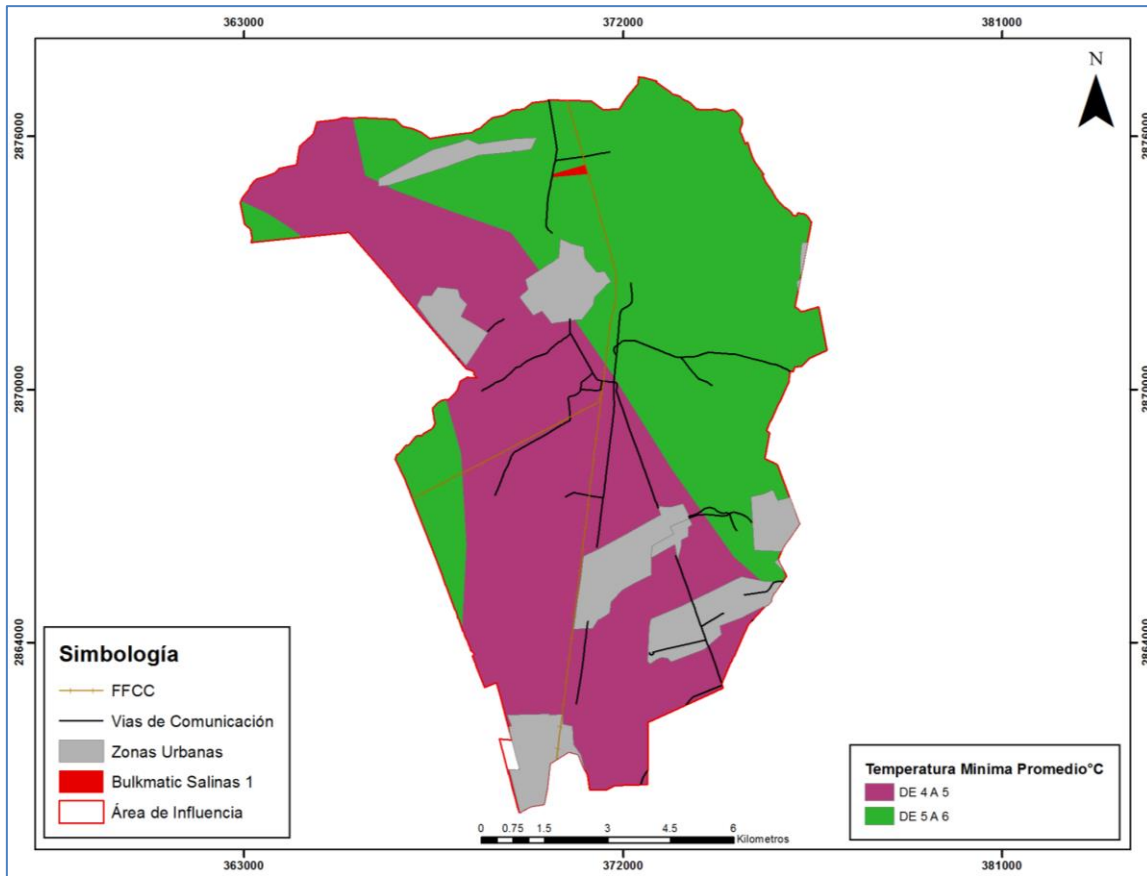 363000
372000
381000
N
2876000
2876000
2870000
2870000
2864000
2864000
Simbología
FFCC
Vias de Comunicación
Zonas Urbanas
Bulkmatic Salinas 1
Área de Influencia
Temperatura Minima Promedio°C
DE 4 A 5
DE 5 A 6
0 0.75 1.5 3 4.5 6
Kilometros
363000
372000
381000